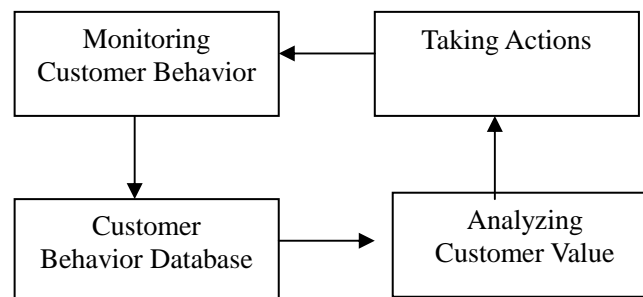 Monitoring
Customer Behavior
Taking Actions
Customer
Behavior Database
Analyzing
Customer Value